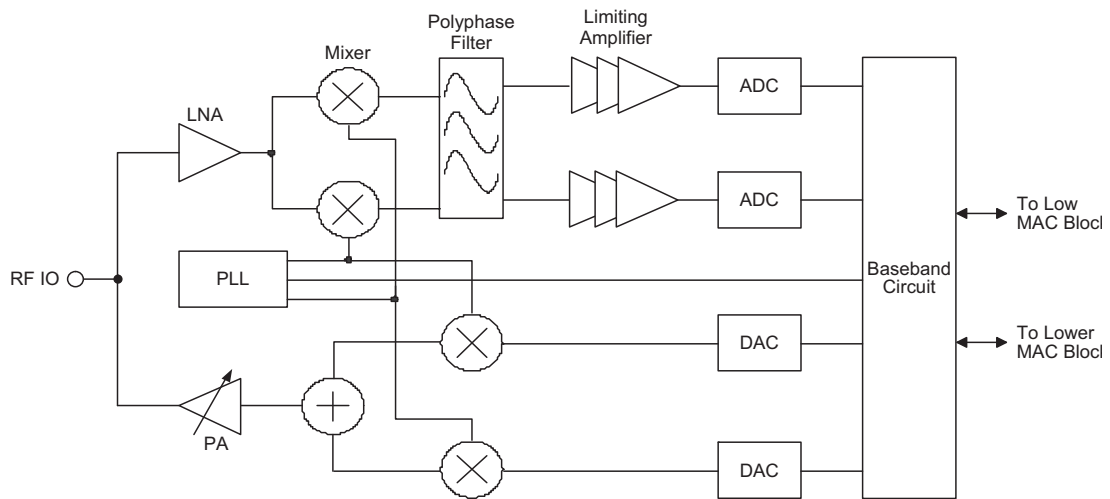 Polyphase
Filter
Limiting
Amplifier
Mixer
ADC
LNA
ADC
To Low
MAC Block
RF IO
PLL
Baseband
Circuit
DAC
To Lower
MAC Block
PA
DAC